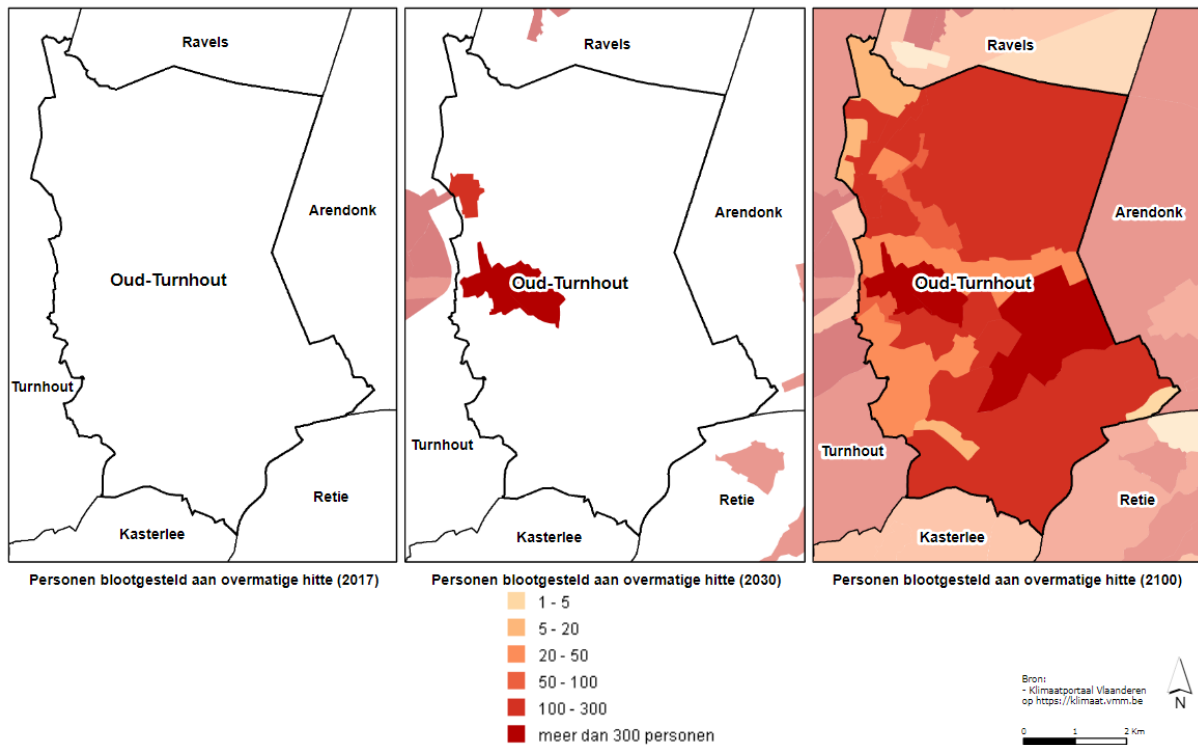 Ravels
Arendonk
Oud-Turnhout
Turnhout
Retie
Kasterlee
Personen blootgesteld aan overmatige hitte (2017)
Ravels
Arendonk
Oud-Turnhout
Turnhout
Retie
Kasterlee
Personen blootgesteld aan overmatige hitte (2030)
Ravels
Arendonk
Oud-Turnhout
Turnhout
Retie
Kasterlee
Personen blootgesteld aan overmatige hitte (2100)
1 - 5
5 - 20
20 - 50
50 - 100
100 - 300
meer dan 300 personen
Bron:
- Klimaatportaal Vlaanderen
op https://klimaat.vmm.be
N
0 1 2 Km